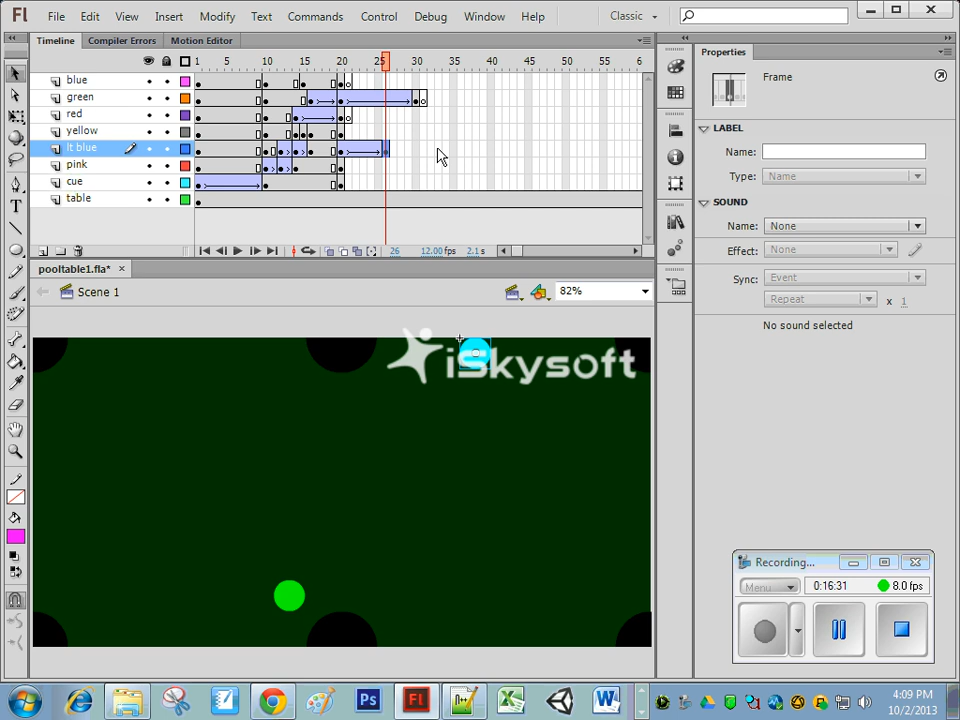 Fl File Edit View Insert Modify Text Commands Control Debug Window Help Classic
Timeline Compiler Errors Motion Editor
Properties
1 5 10 15 20 25 30 35 40 45 50 55 6
Frame
blue
green
red
yellow
lt blue
pink
cue
table
LABEL
Name:
Type: Name
SOUND
Name: None
Effect: None
Sync: Event
Repeat x 1
No sound selected
26 12.00 fps 2.1 s
pooltable1.fla*
Scene 1
82%
iSkysoft
Recording...
Menu 0:16:31 8.0 fps
Ps Fl
4:09 PM
10/2/2013